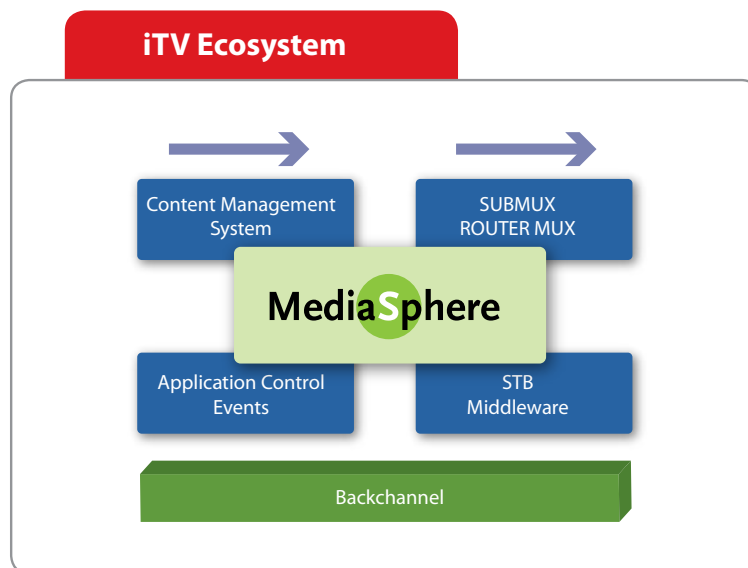 iTV Ecosystem
Content Management
System
SUBMUX
ROUTER MUX
MediaSphere
Application Control
Events
STB
Middleware
Backchannel